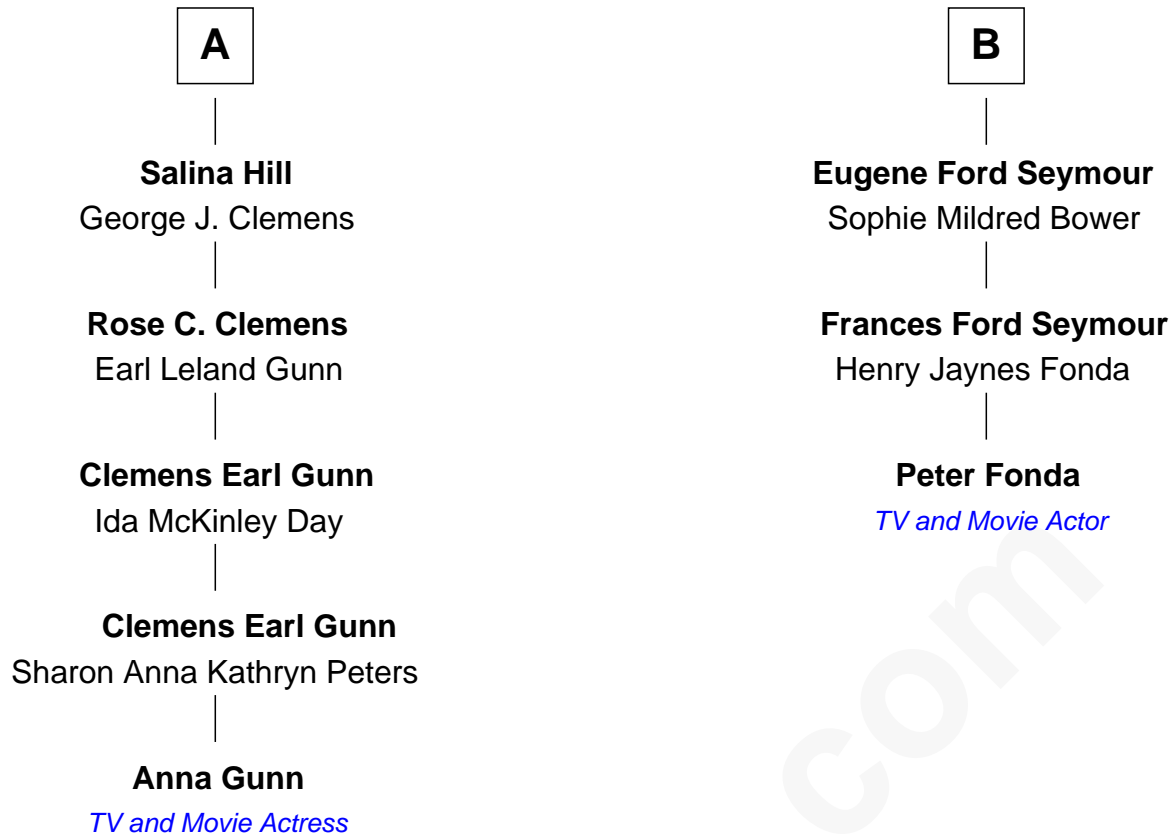 A
Salina Hill
George J. Clemens
Rose C. Clemens
Earl Leland Gunn
Clemens Earl Gunn
Ida McKinley Day
Clemens Earl Gunn
Sharon Anna Kathryn Peters
Anna Gunn
TV and Movie Actress
B
Eugene Ford Seymour
Sophie Mildred Bower
Frances Ford Seymour
Henry Jaynes Fonda
Peter Fonda
TV and Movie Actor
com